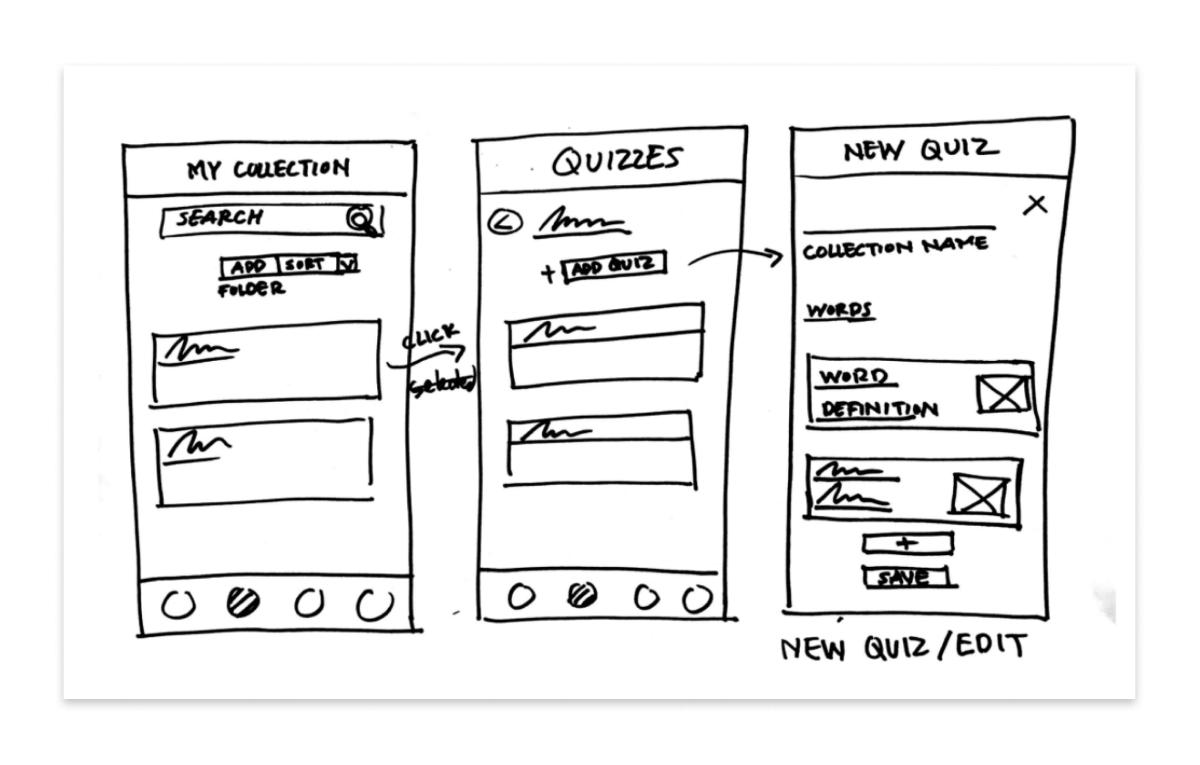 MY COLLECTION
SEARCH
ADD SORT
FOLDER
CLICK
selected
QUIZZES
+ ADD QUIZ
NEW QUIZ
X
COLLECTION NAME
WORDS
WORD
DEFINITION
+
SAVE
NEW QUIZ/EDIT